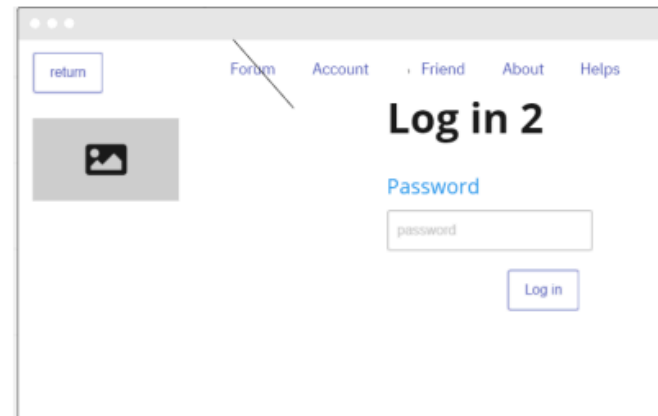 return Forum Account Friend About Helps
Log in 2
Password
password
Log in